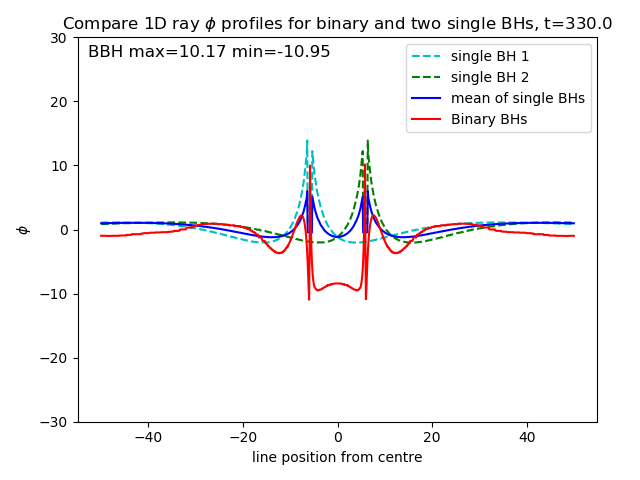 Compare 1D ray ϕ profiles for binary and two single BHs, t=330.0
BBH max=10.17 min=-10.95
single BH 1
single BH 2
mean of single BHs
Binary BHs
30
20
10
0
−10
−20
−30
ϕ
−40
−20
0
20
40
line position from centre